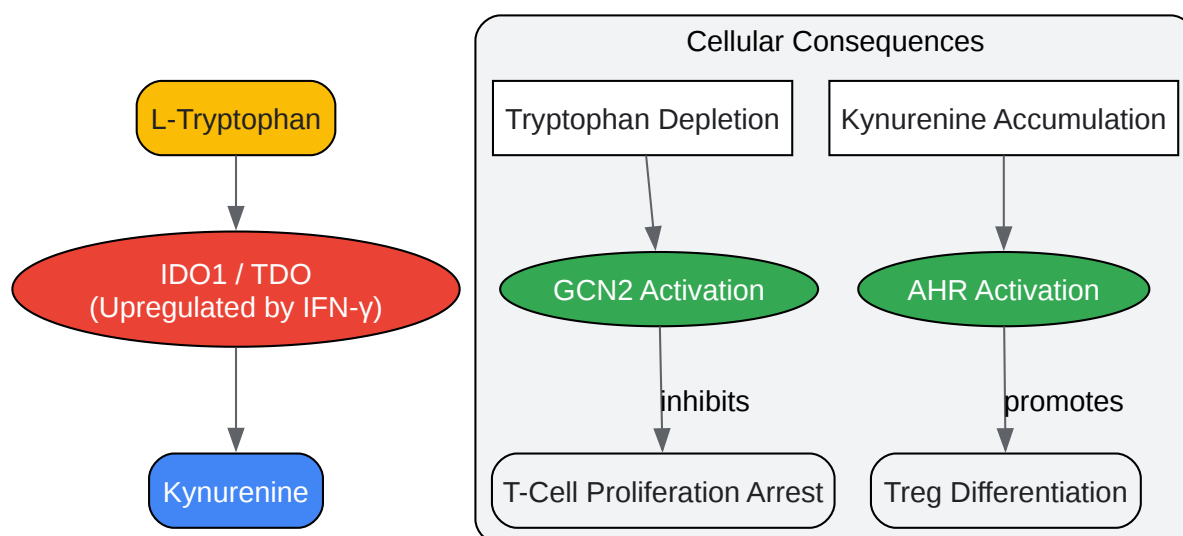 Cellular Consequences
L-Tryptophan
Tryptophan Depletion
Kynurenine Accumulation
IDO1 / TDO
(Upregulated by IFN-γ)
GCN2 Activation
AHR Activation
inhibits
promotes
Kynurenine
T-Cell Proliferation Arrest
Treg Differentiation